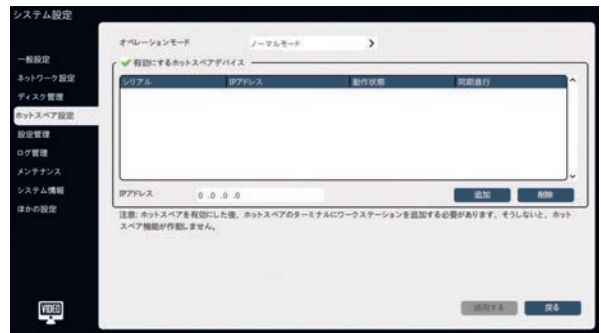 システム設定
オペレーションモード ノーマルモード >
有効にするホットスペアデバイス
シリアル IPアドレス 動作状態 同期進行
IPアドレス 0 .0 .0 .0 追加 削除
注意: ホットスペアを有効にした後、ホットスペアのターミナルにワークステーションを追加する必要があります、そうしないと、ホット
スペア機能が作動しません。
一般設定
ネットワーク設定
ディスク管理
ホットスペア設定
設定管理
ログ管理
メンテナンス
システム情報
ほかの設定
VIDEO
適用する 戻る